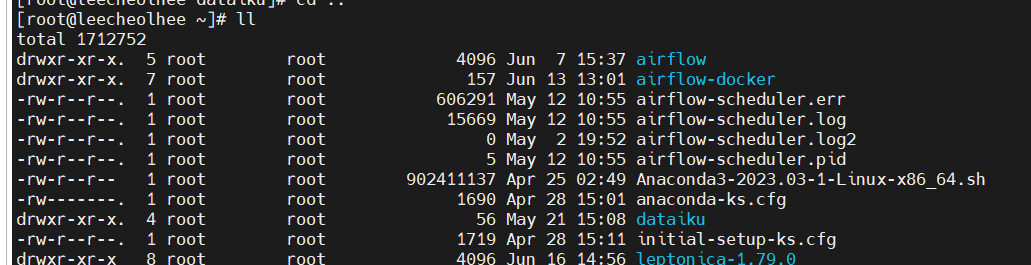 [root@leecheolhee dataiku]# cd ..
[root@leecheolhee ~]# ll
total 1712752
drwxr-xr-x. 5 root root 4096 Jun 7 15:37 airflow
drwxr-xr-x. 7 root root 157 Jun 13 13:01 airflow-docker
-rw-r--r--. 1 root root 606291 May 12 10:55 airflow-scheduler.err
-rw-r--r--. 1 root root 15669 May 12 10:55 airflow-scheduler.log
-rw-r--r--. 1 root root 0 May 2 19:52 airflow-scheduler.log2
-rw-r--r--. 1 root root 5 May 12 10:55 airflow-scheduler.pid
-rw-r--r-- 1 root root 902411137 Apr 25 02:49 Anaconda3-2023.03-1-Linux-x86_64.sh
-rw-------. 1 root root 1690 Apr 28 15:01 anaconda-ks.cfg
drwxr-xr-x. 4 root root 56 May 21 15:08 dataiku
-rw-r--r--. 1 root root 1719 Apr 28 15:11 initial-setup-ks.cfg
drwxr-xr-x 8 root root 4096 Jun 16 14:56 leptonica-1.79.0